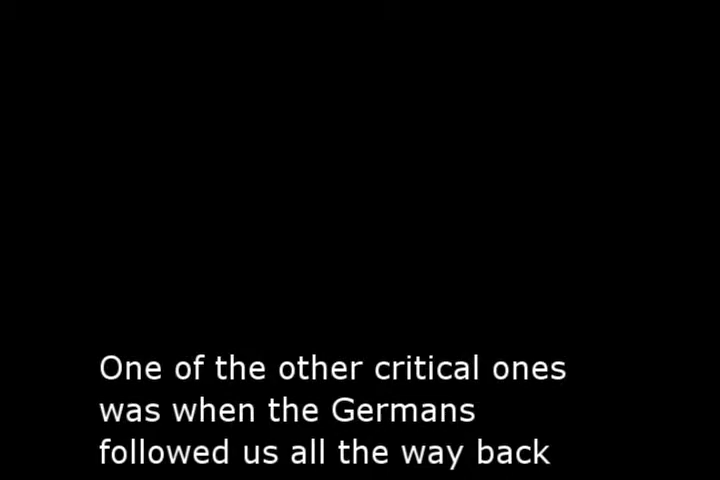 One of the other critical ones
was when the Germans
followed us all the way back